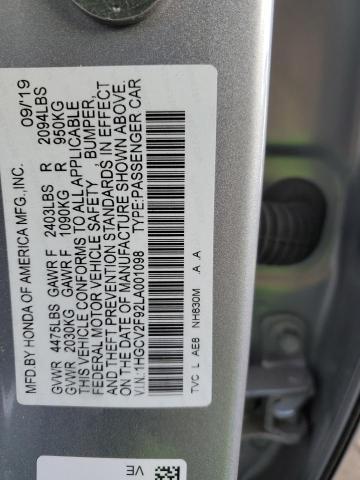 MFD.BY HONDA OF AMERICA MFG.,INC. 09/'19
GVWR 4475LBS GAWR F 2403LBS R 2094LBS
GVWR 2030KG GAWR F 1090KG R 950KG
THIS VEHICLE CONFORMS TO ALL APPLICABLE
FEDERAL MOTOR VEHICLE SAFETY , BUMPER,
AND THEFT PREVENTION STANDARDS IN EFFECT
ON THE DATE OF MANUFACTURE SHOWN ABOVE.
V.I.N.:1HGCV2F92LA001098 TYPE:PASSENGER CAR
TVC L AE8 NH830M .A .A
VE